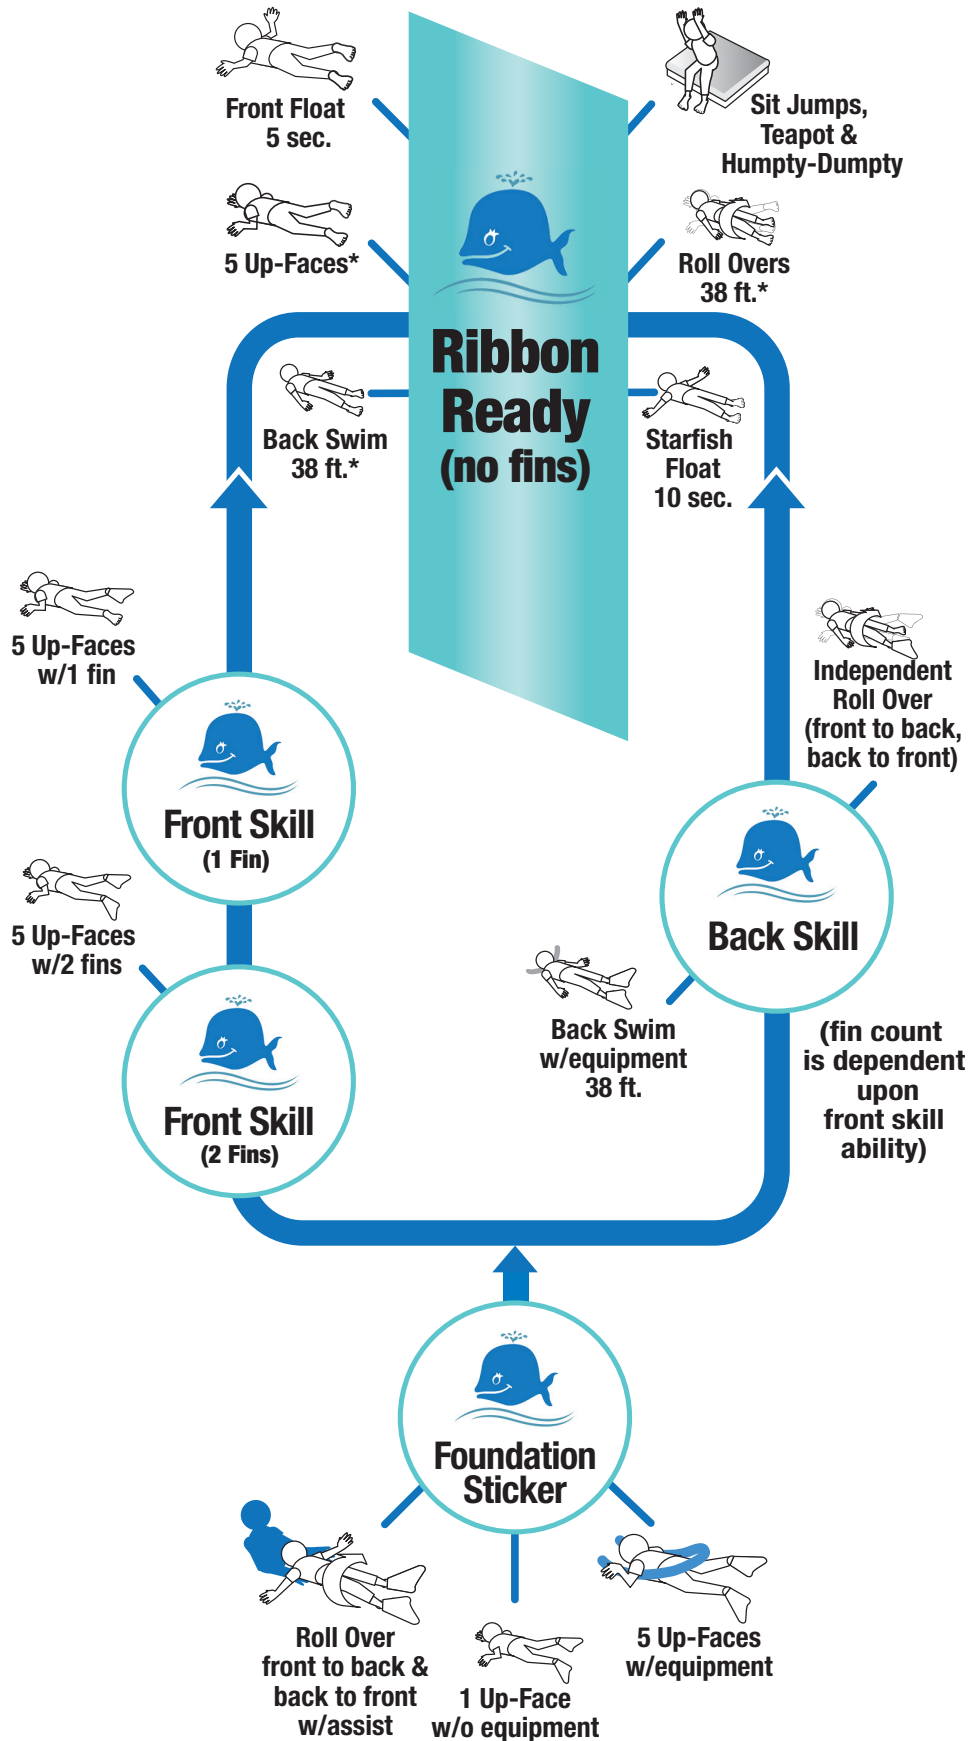 Front Float
5 sec.
Sit Jumps,
Teapot &
Humpty-Dumpty
5 Up-Faces*
Roll Overs
38 ft.*
Ribbon
Ready
(no fins)
Back Swim
38 ft.*
Starfish
Float
10 sec.
5 Up-Faces
w/1 fin
Independent
Roll Over
(front to back,
back to front)
Front Skill
(1 Fin)
5 Up-Faces
w/2 fins
Back Skill
Back Swim
w/equipment
38 ft.
(fin count
is dependent
upon
front skill
ability)
Front Skill
(2 Fins)
Foundation
Sticker
Roll Over
front to back &
back to front
w/assist
1 Up-Face
w/o equipment
5 Up-Faces
w/equipment